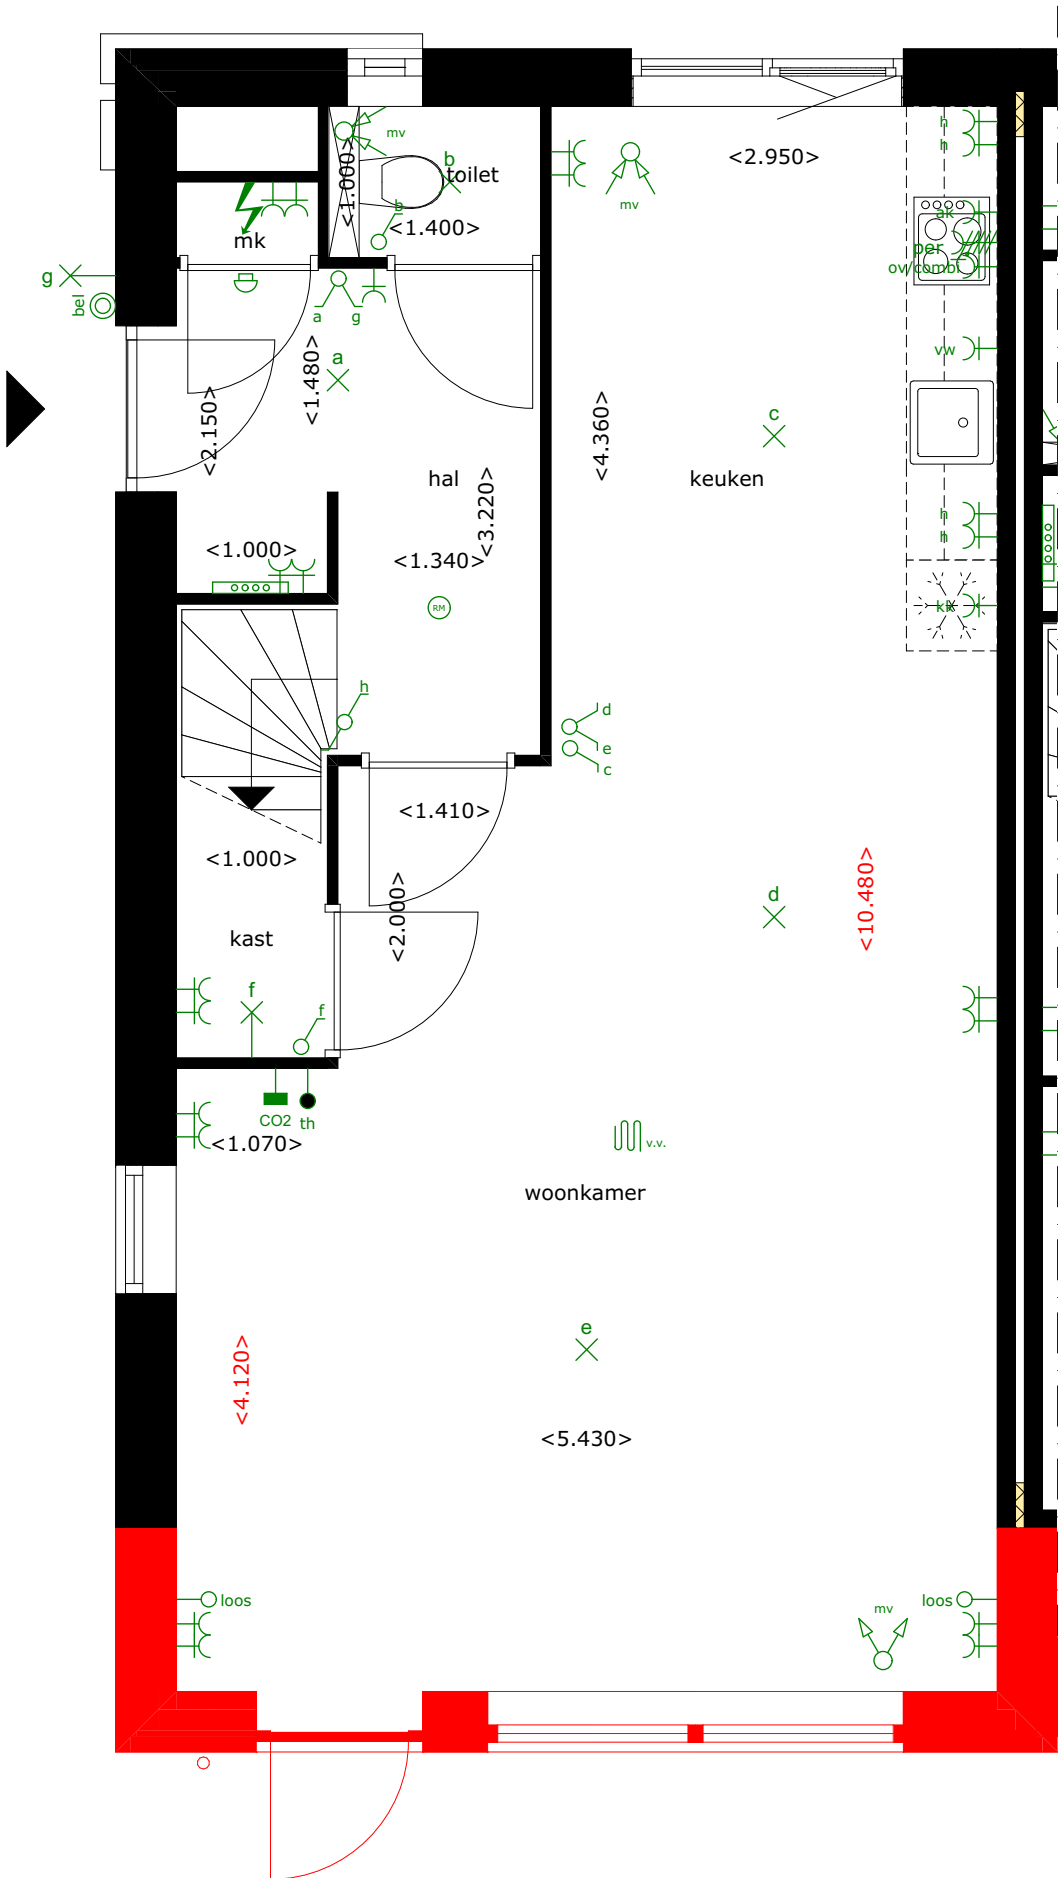 mv
h
h
<1.000>
b
toilet
<2.950>
mv
b
<1.400>
ak
mk
per
ov/combi
g
bel
a
g
a
<1.480>
<2.150>
vw
c
<4.360>
hal
keuken
<3.220>
h
h
<1.000>
<1.340>
RM
kk
h
d
e
c
<1.410>
<1.000>
<2.000>
d
<10.480>
kast
f
f
CO2
th
<1.070>
v.v.
woonkamer
e
<4.120>
<5.430>
loos
mv
loos